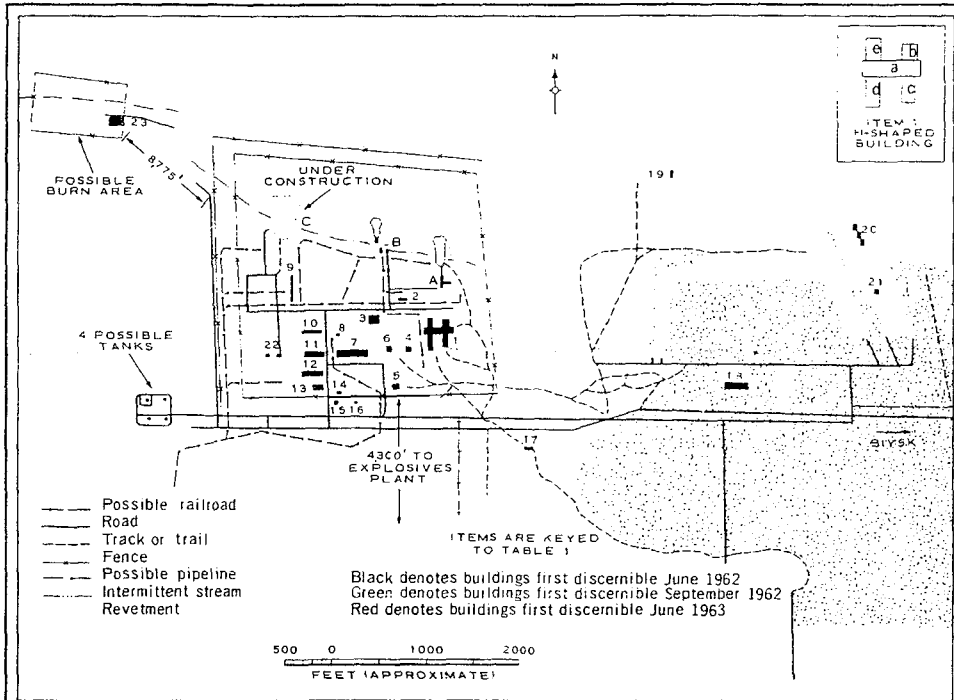 N
e
b
a
d
c
ITEM 1
H-SHAPED
BUILDING
23
POSSIBLE
BURN AREA
8,775'
UNDER
CONSTRUCTION
C
B
A
19
20
21
9
2
3
10
8
11
7
6
4
22
12
13
14
5
15 16
18
17
4 POSSIBLE
TANKS
BIYSK
4,300' TO
EXPLOSIVES
PLANT
Possible railroad
Road
Track or trail
Fence
Possible pipeline
Intermittent stream
Revetment
ITEMS ARE KEYED
TO TABLE 1
Black denotes buildings first discernible June 1962
Green denotes buildings first discernible September 1962
Red denotes buildings first discernible June 1963
500 0 1000 2000
FEET (APPROXIMATE)